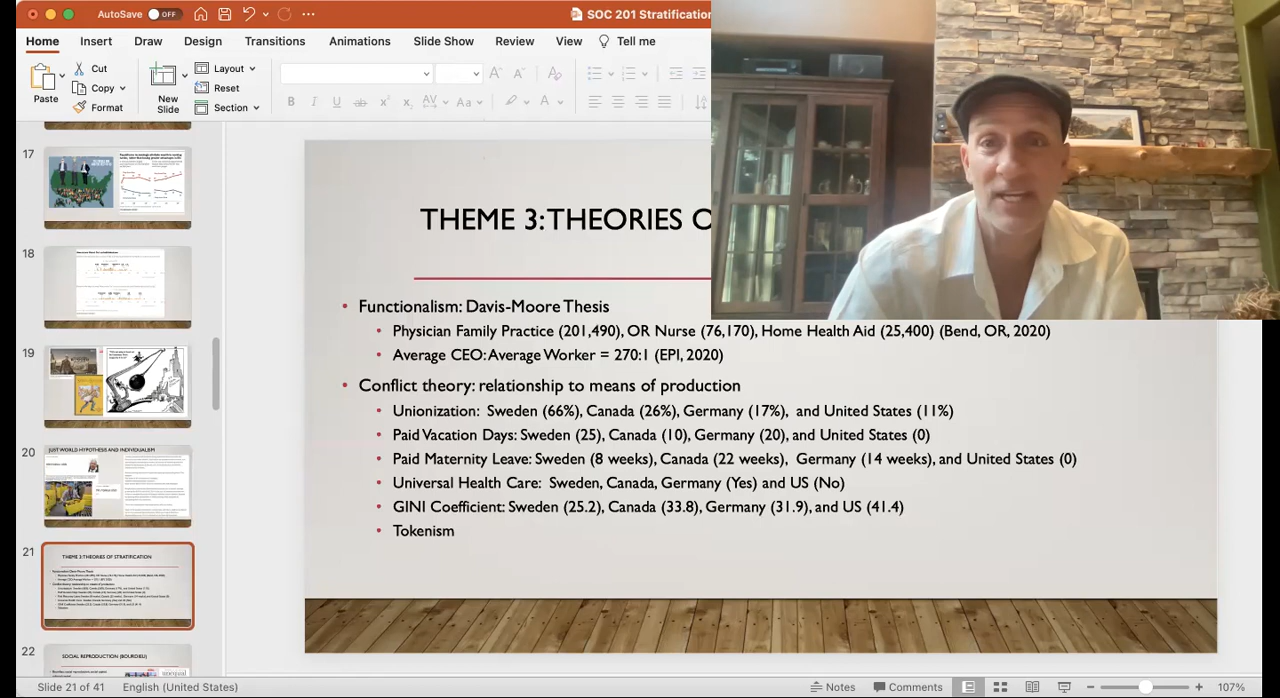 AutoSave OFF
SOC 201 Stratification
Home Insert Draw Design Transitions Animations Slide Show Review View Tell me
Paste
Cut
Copy
Format
New
Slide
Layout
Reset
Section
B I U ab x² x₂ AV Aa A
17
18
19
20
JUST WORLD HYPOTHESIS AND INDIVIDUALISM
21
THEME 3: THEORIES OF STRATIFICATION
22
SOCIAL REPRODUCTION (BOURDIEU)
THEME 3: THEORIES O
• Functionalism: Davis-Moore Thesis
• Physician Family Practice (201,490), OR Nurse (76,170), Home Health Aid (25,400) (Bend, OR, 2020)
• Average CEO: Average Worker = 270:1 (EPI, 2020)
• Conflict theory: relationship to means of production
• Unionization: Sweden (66%), Canada (26%), Germany (17%), and United States (11%)
• Paid Vacation Days: Sweden (25), Canada (10), Germany (20), and United States (0)
• Paid Maternity Leave: Sweden (8 weeks), Canada (22 weeks), Germany (14 weeks), and United States (0)
• Universal Health Care: Sweden, Canada, Germany (Yes) and US (No)
• GINI Coefficient: Sweden (25.2), Canada (33.8), Germany (31.9), and US (41.4)
• Tokenism
Slide 21 of 41 English (United States) Notes Comments 107%